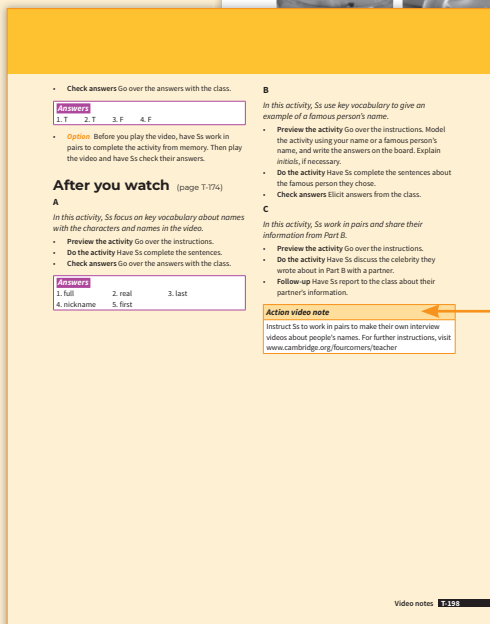 • Check answers Go over the answers with the class.
Answers
1. T 2. T 3. F 4. F
• Option Before you play the video, have Ss work in
pairs to complete the activity from memory. Then play
the video and have Ss check their answers.
After you watch (page T-174)
A
In this activity, Ss focus on key vocabulary about names
with the characters and names in the video.
• Preview the activity Go over the instructions.
• Do the activity Have Ss complete the sentences.
• Check answers Go over the answers with the class.
Answers
1. full 2. real 3. last
4. nickname 5. first
B
In this activity, Ss use key vocabulary to give an
example of a famous person's name.
• Preview the activity Go over the instructions. Model
the activity using your name or a famous person's
name, and write the answers on the board. Explain
initials, if necessary.
• Do the activity Have Ss complete the sentences about
the famous person they chose.
• Check answers Elicit answers from the class.
C
In this activity, Ss work in pairs and share their
information from Part B.
• Preview the activity Go over the instructions.
• Do the activity Have Ss discuss the celebrity they
wrote about in Part B with a partner.
• Follow-up Have Ss report to the class about their
partner's information.
Action video note
Instruct Ss to work in pairs to make their own interview
videos about people's names. For further instructions, visit
www.cambridge.org/fourcorners/teacher
Video notes T-198